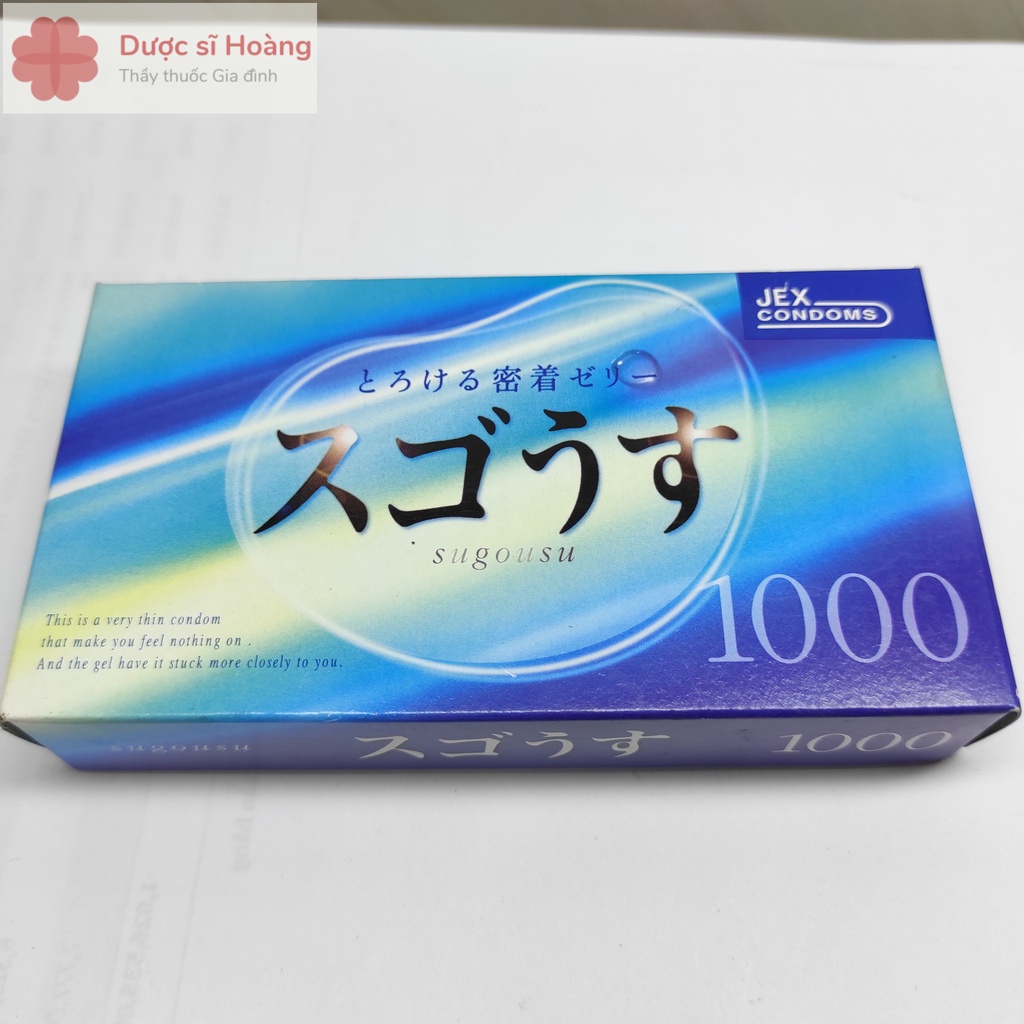 Dược sĩ Hoàng
Thầy thuốc Gia đình
JEX
CONDOMS
とろける密着ゼリー
スゴうす
sugousu
1000
This is a very thin condom
that make you feel nothing on .
And the gel have it stuck more closely to you.
sugousu スゴうす 1000